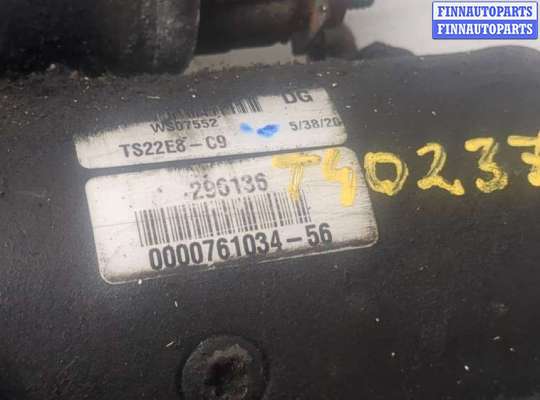 FINNAUTOPARTS
FINNAUTOPARTS
WS07552 DG
TS22E8-C9 5/38/20
296136
0000761034-56
T40237